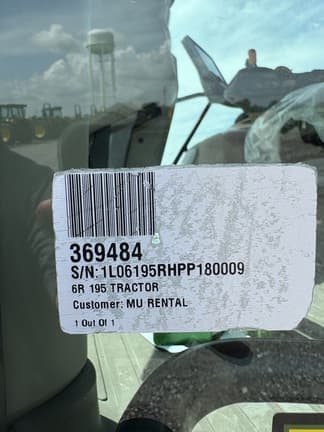 369484
S/N:1L06195RHPP180009
6R 195 TRACTOR
Customer: MU RENTAL
1 Out Of 1